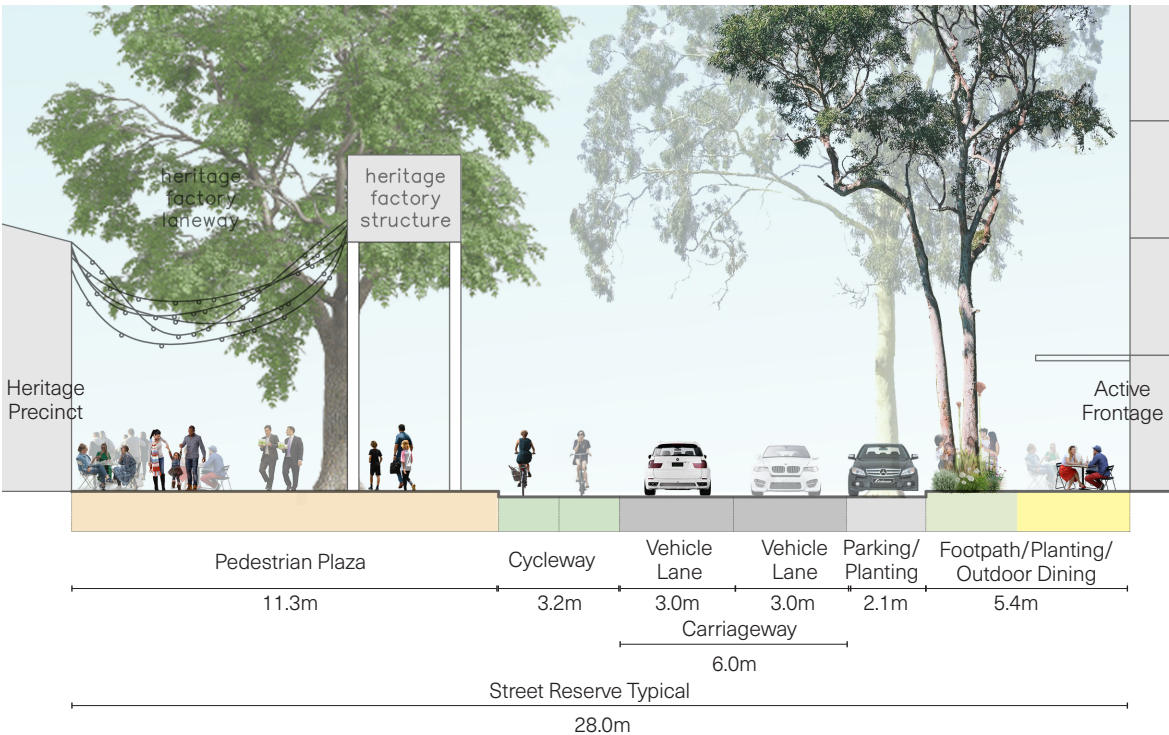 heritage
factory
laneway
heritage
factory
structure
Heritage
Precinct
Active
Frontage
Pedestrian Plaza
11.3m
Cycleway
3.2m
Vehicle
Lane
3.0m
Vehicle
Lane
3.0m
Parking/
Planting
2.1m
Footpath/Planting/
Outdoor Dining
5.4m
Carriageway
6.0m
Street Reserve Typical
28.0m